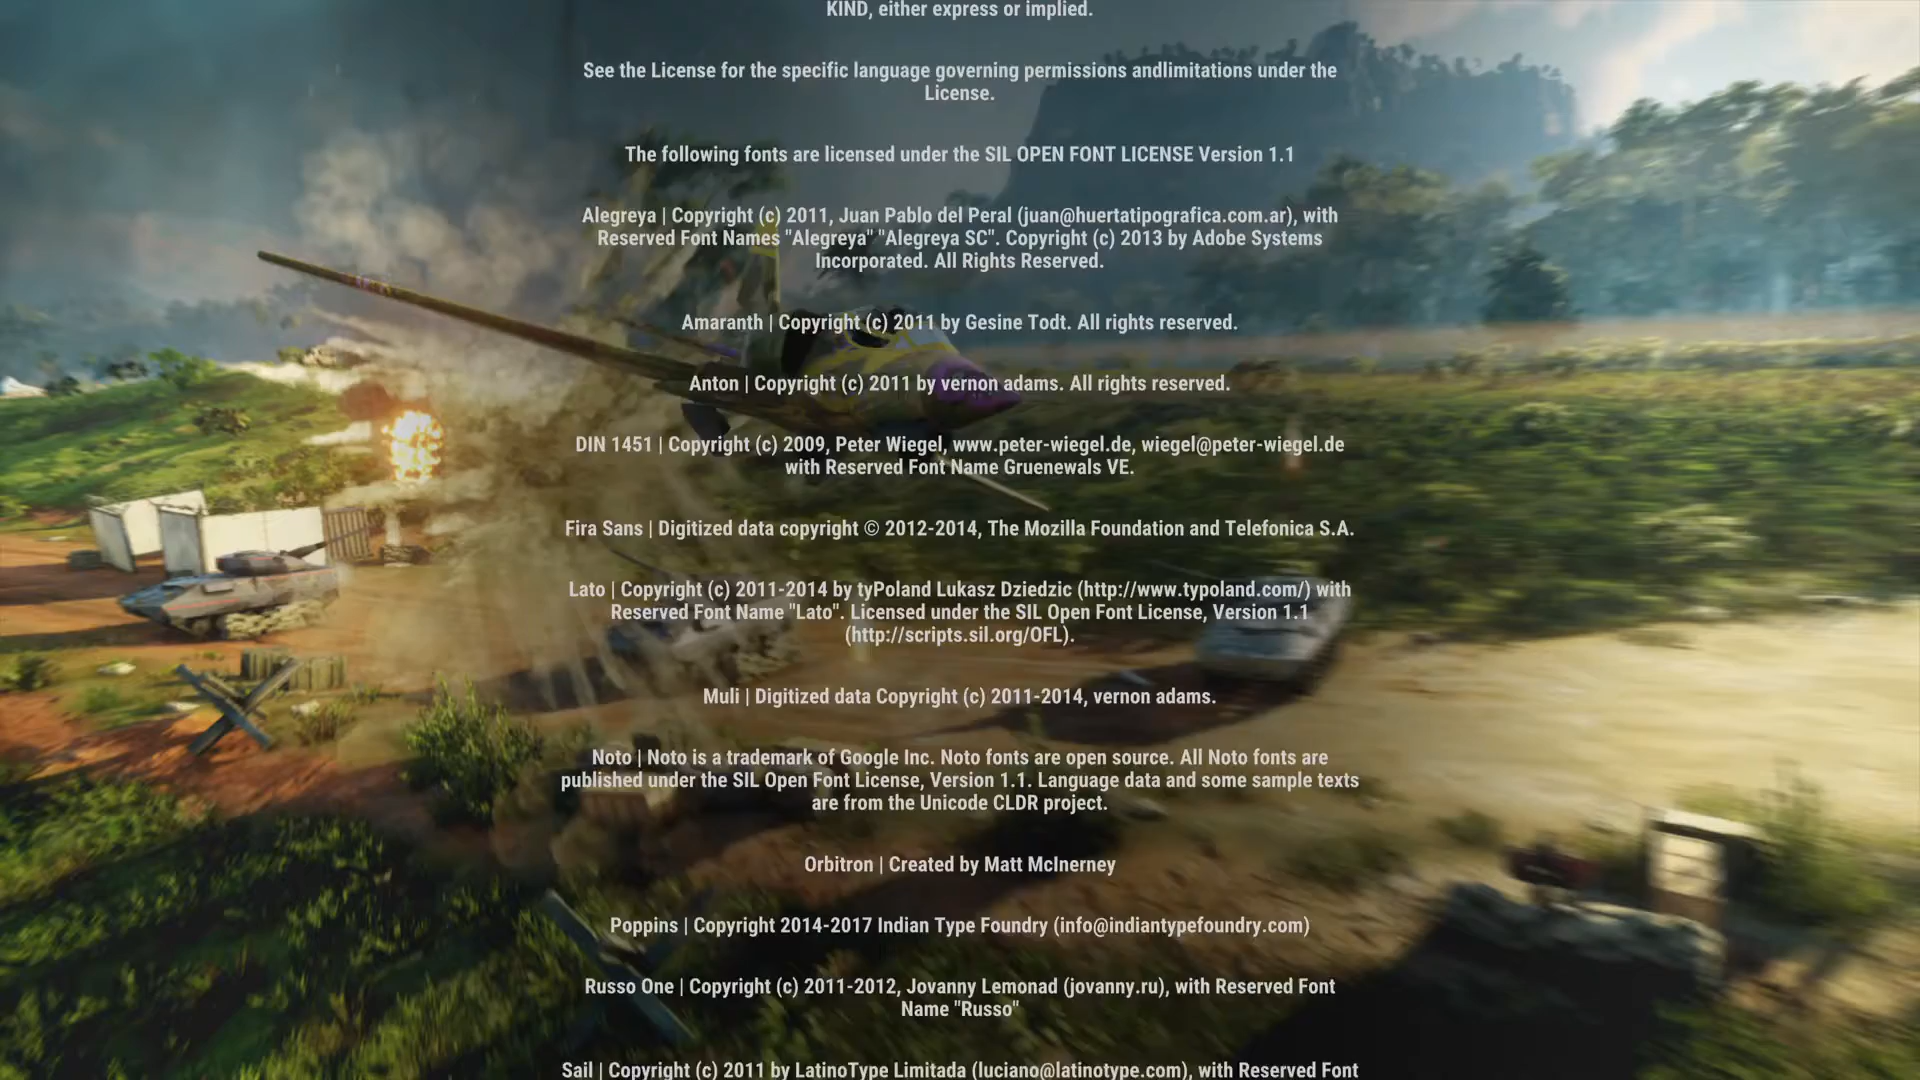 KIND, either express or implied.
See the License for the specific language governing permissions andlimitations under the
License.
The following fonts are licensed under the SIL OPEN FONT LICENSE Version 1.1
Alegreya | Copyright (c) 2011, Juan Pablo del Peral (juan@huertatipografica.com.ar), with
Reserved Font Names "Alegreya" "Alegreya SC". Copyright (c) 2013 by Adobe Systems
Incorporated. All Rights Reserved.
Amaranth | Copyright (c) 2011 by Gesine Todt. All rights reserved.
Anton | Copyright (c) 2011 by vernon adams. All rights reserved.
DIN 1451 | Copyright (c) 2009, Peter Wiegel, www.peter-wiegel.de, wiegel@peter-wiegel.de
with Reserved Font Name Gruenewals VE.
Fira Sans | Digitized data copyright © 2012-2014, The Mozilla Foundation and Telefonica S.A.
Lato | Copyright (c) 2011-2014 by tyPoland Lukasz Dziedzic (http://www.typoland.com/) with
Reserved Font Name "Lato". Licensed under the SIL Open Font License, Version 1.1
(http://scripts.sil.org/OFL).
Muli | Digitized data Copyright (c) 2011-2014, vernon adams.
Noto | Noto is a trademark of Google Inc. Noto fonts are open source. All Noto fonts are
published under the SIL Open Font License, Version 1.1. Language data and some sample texts
are from the Unicode CLDR project.
Orbitron | Created by Matt McInerney
Poppins | Copyright 2014-2017 Indian Type Foundry (info@indiantypefoundry.com)
Russo One | Copyright (c) 2011-2012, Jovanny Lemonad (jovanny.ru), with Reserved Font
Name "Russo"
Sail | Copyright (c) 2011 by LatinoType Limitada (luciano@latinotype.com), with Reserved Font